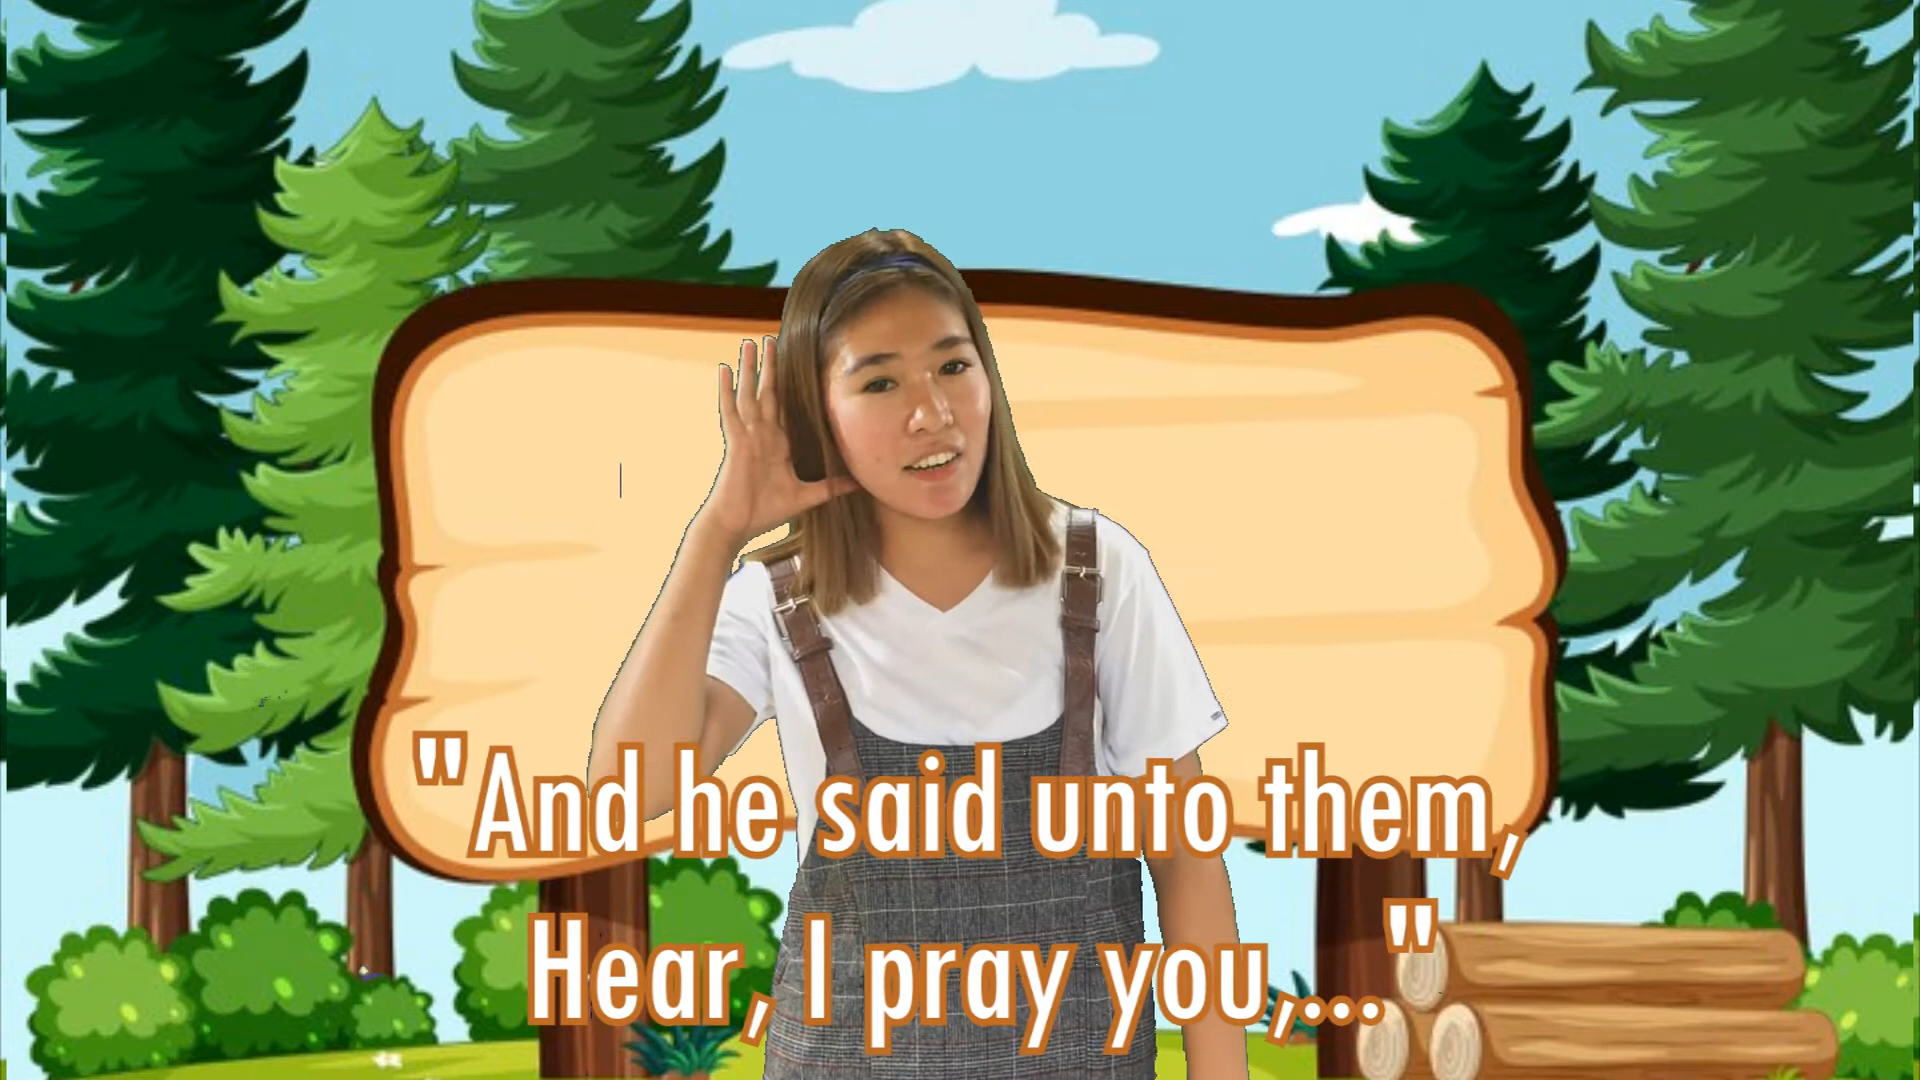 "And he said unto them,
Hear, I pray you,..."